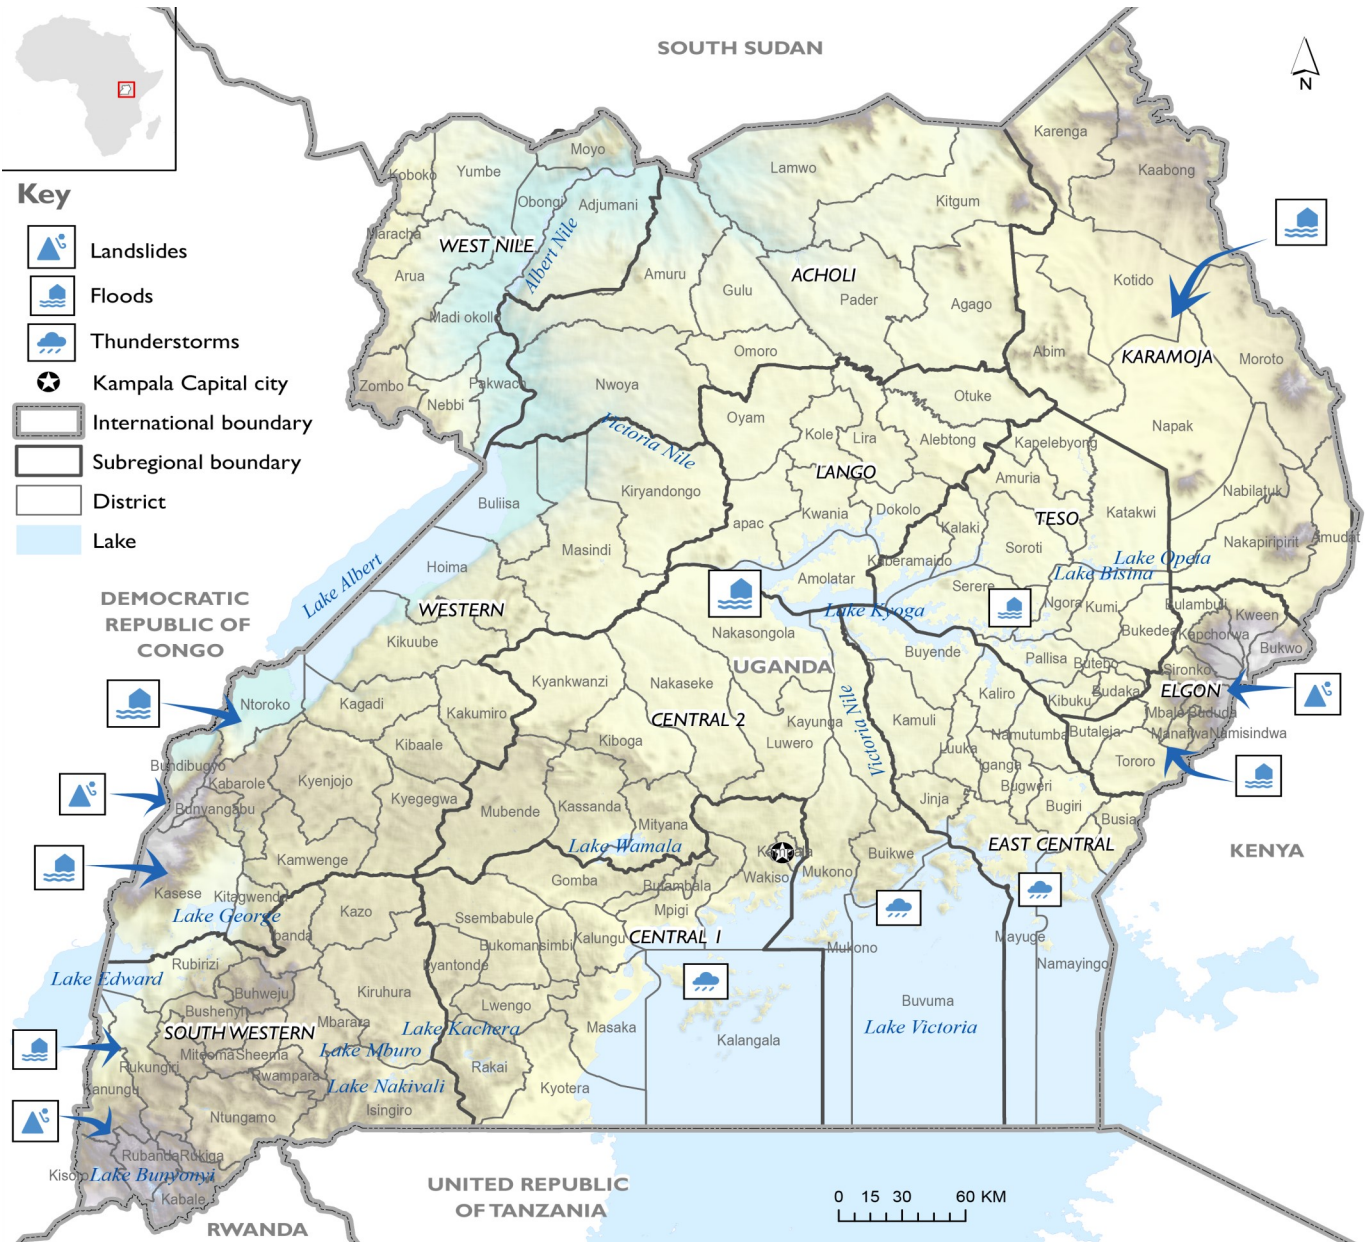 SOUTH SUDAN
N
Key
Landslides
Floods
Thunderstorms
Kampala Capital city
International boundary
Subregional boundary
District
Lake
Karenga
Kaabong
Moyo
Koboko
Yumbe
Lamwo
Obongi
Adjumani
Kitgum
Maracha
WEST NILE
Albert Nile
Arua
Amuru
Gulu
ACHOLI
Pader
Agago
Kotido
Madi okollo
Omoro
Abim
KARAMOJA
Moroto
Zombo
Pakwach
Nebbi
Nwoya
Otuke
Oyam
Victoria Nile
Kole
Lira
Alebtong
Kapelebyong
Napak
LANGO
Amuria
Kiryandongo
Nabilatuk
Buliisa
apac
Kwania
Dokolo
TESO
Katakwi
Kalaki
Soroti
Nakapiripirit
Amudat
Masindi
Lake Opeta
Lake Bisina
Hoima
Kaberamaido
Amolatar
Serere
Lake Albert
DEMOCRATIC
REPUBLIC OF
CONGO
WESTERN
Lake Kyoga
Ngora
Kumi
Bulambuli
Kween
Nakasongola
Bukedea
Kapchorwa
Kikuube
Buyende
Bukwo
UGANDA
Pallisa
Butebo
Sironko
Kyankwanzi
Nakaseke
Kaliro
Kibuku
Budaka
ELGON
Ntoroko
Kagadi
Kakumiro
CENTRAL 2
Kayunga
Victoria Nile
Kamuli
Mbale
Bududa
Kibaale
Kiboga
Luwero
Luuka
Namutumba
Butaleja
Manafwa
Namisindwa
Bundibugyo
Kabarole
Kyenjojo
Iganga
Tororo
Bunyangabu
Kyegegwa
Mubende
Kassanda
Jinja
Bugweri
Bugiri
Mityana
Busia
Lake Wamala
Kampala
EAST CENTRAL
KENYA
Kamwenge
Buikwe
Kasese
Kitagwenda
Gomba
Butambala
Wakiso
Mukono
Lake George
Kazo
Ssembabule
Mpigi
Ibanda
Bukomansimbi
Kalungu
CENTRAL 1
Mukono
Mayuge
Rubirizi
Lyantonde
Namayingo
Lake Edward
Buhweju
Kiruhura
Lwengo
Buvuma
Bushenyi
Mbarara
SOUTH WESTERN
Lake Kachera
Masaka
Lake Victoria
Kalangala
Mitooma
Sheema
Lake Mburo
Rukungiri
Rwampara
Rakai
Kanungu
Lake Nakivali
Kyotera
Isingiro
Ntungamo
Rubanda
Rukiga
Kisoro
Lake Bunyonyi
Kabale
UNITED REPUBLIC
OF TANZANIA
RWANDA
0 15 30 60 KM